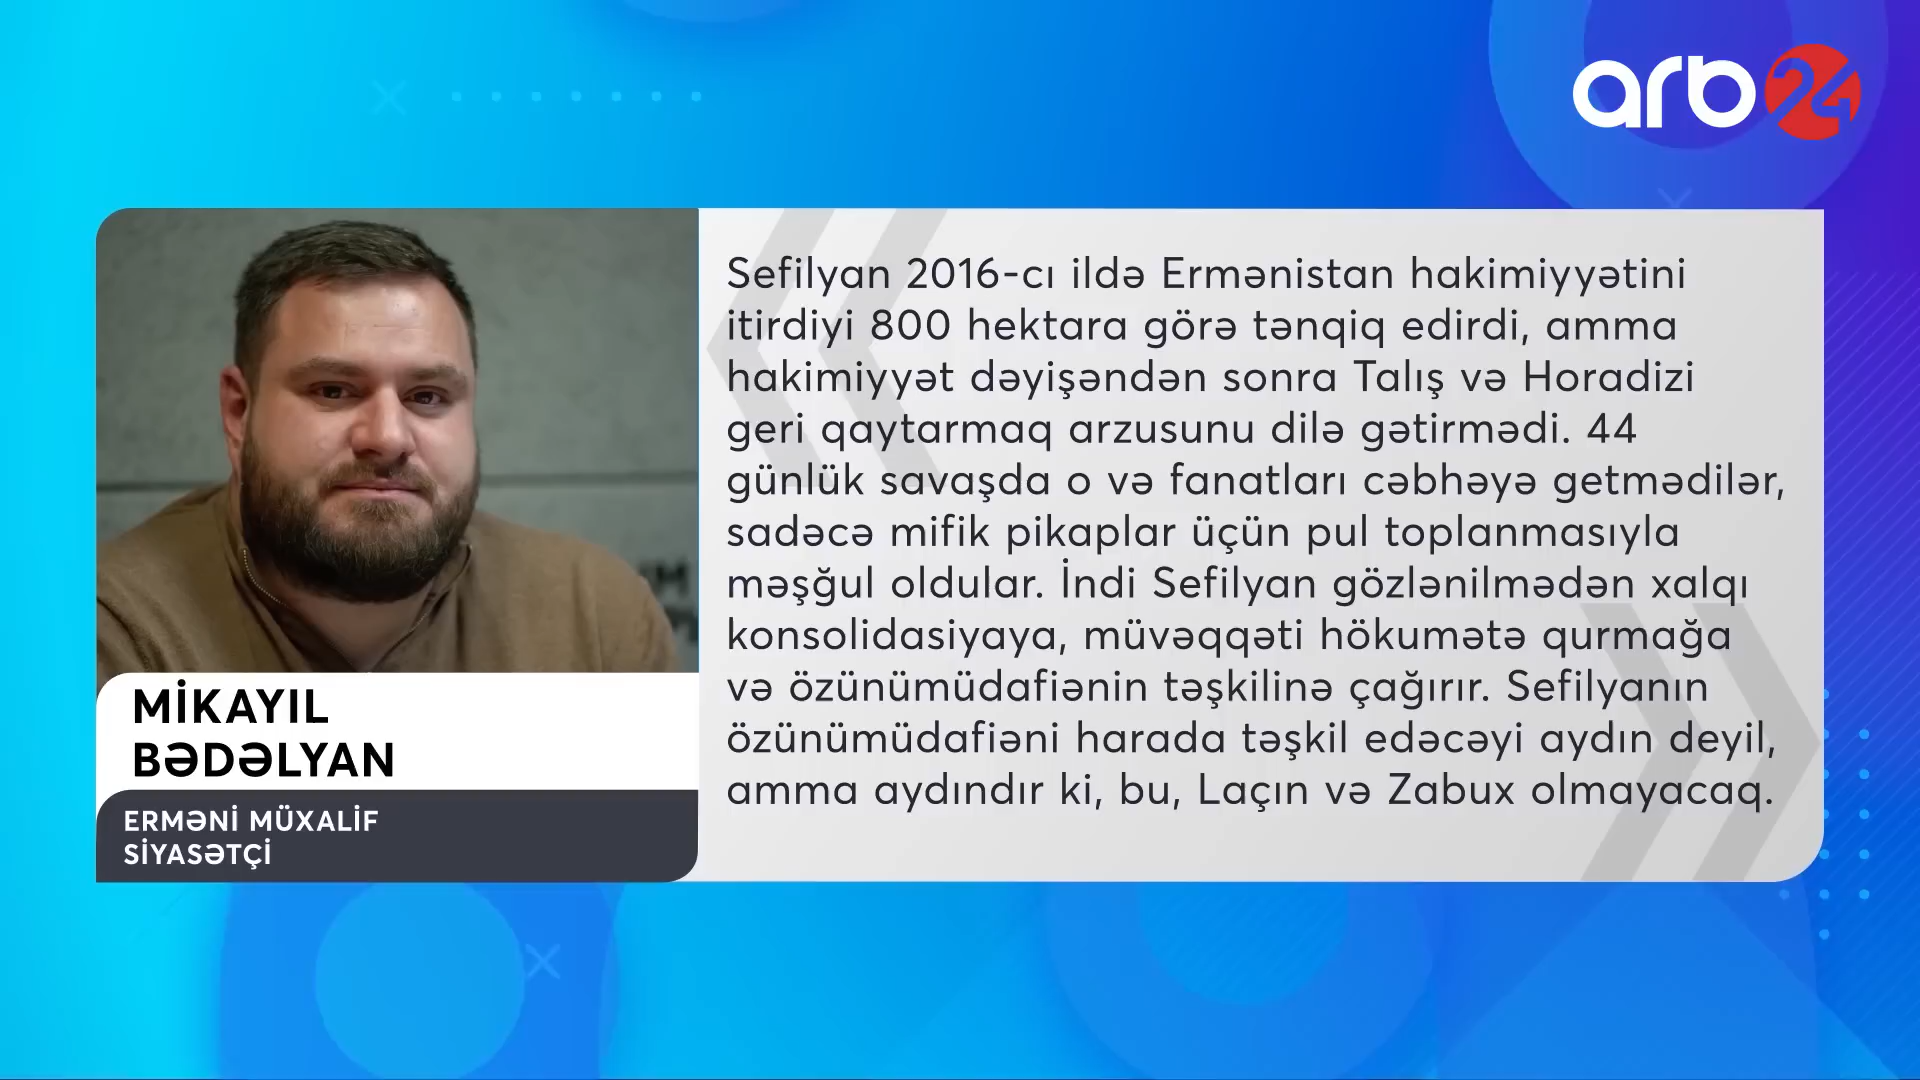 arb24
Sefilyan 2016-cı ildə Ermənistan hakimiyyətini
itirdiyi 800 hektara görə tənqiq edirdi, amma
hakimiyyət dəyişəndən sonra Talış və Horadizi
geri qaytarmaq arzusunu dilə gətirmədi. 44
günlük savaşda o və fanatları cəbhəyə getmədilər,
sadəcə mifik pikaplar üçün pul toplanmasıyla
məşğul oldular. İndi Sefilyan gözlənilmədən xalqı
konsolidasiyaya, müvəqqəti hökumətə qurmağa
və özünümüdafiənin təşkilinə çağırır. Sefilyanın
özünümüdafiəni harada təşkil edəcəyi aydın deyil,
amma aydındır ki, bu, Laçın və Zabux olmayacaq.
MİKAYIL
BƏDƏLYAN
ERMƏNİ MÜXALİF
SİYASƏTÇİ